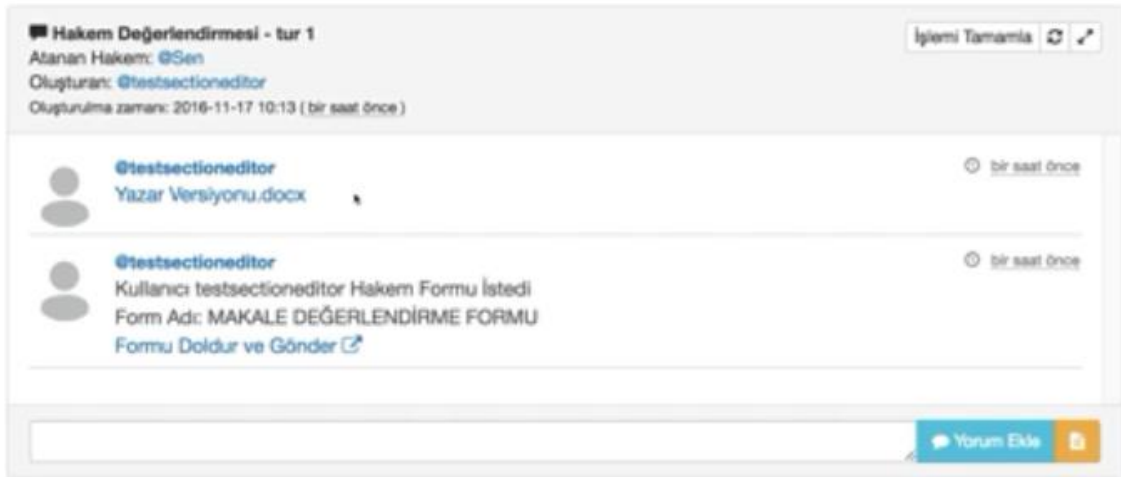 Hakem Değerlendirmesi - tur 1
Atanan Hakem: @Sen
Oluşturan: @testsectioneditor
Oluşturulma zamanı: 2016-11-17 10:13 ( bir saat önce )
İşlemi Tamamla
@testsectioneditor
bir saat önce
Yazar Versiyonu.docx
@testsectioneditor
bir saat önce
Kullanıcı testsectioneditor Hakem Formu İstedi
Form Adı: MAKALE DEĞERLENDİRME FORMU
Formu Doldur ve Gönder
Yorum Ekle